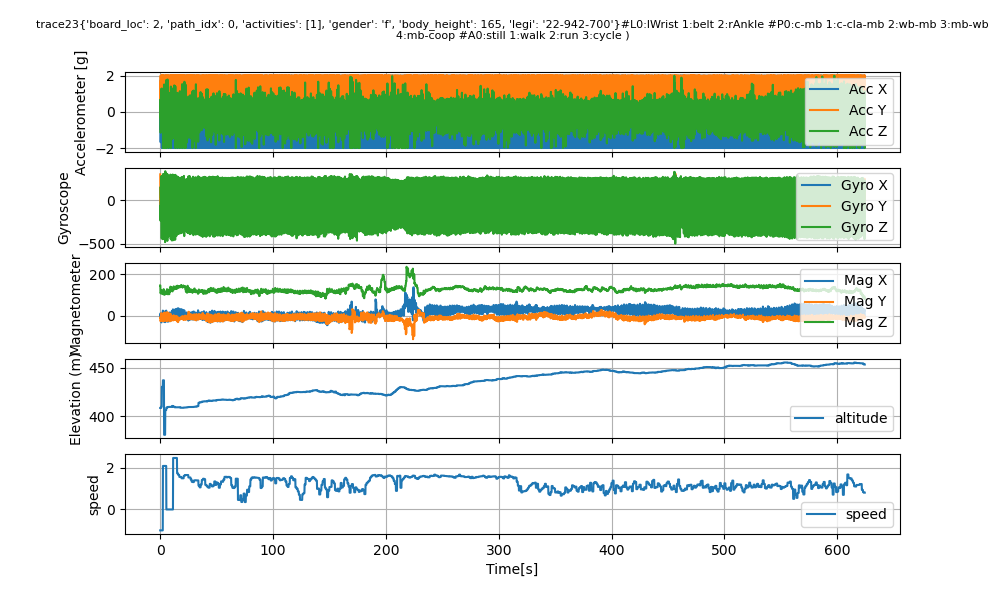 trace23{'board_loc': 2, 'path_idx': 0, 'activities': [1], 'gender': 'f', 'body_height': 165, 'legi': '22-942-700'}#L0:lWrist 1:belt 2:rAnkle #P0:c-mb 1:c-cla-mb 2:wb-mb 3:mb-wb
4:mb-coop #A0:still 1:walk 2:run 3:cycle )
Accelerometer [g]
2
0
−2
Acc X
Acc Y
Acc Z
Gyroscope
0
−500
Gyro X
Gyro Y
Gyro Z
Magnetometer
200
0
Mag X
Mag Y
Mag Z
Elevation (m)
450
400
altitude
speed
2
0
speed
0
100
200
300
400
500
600
Time[s]